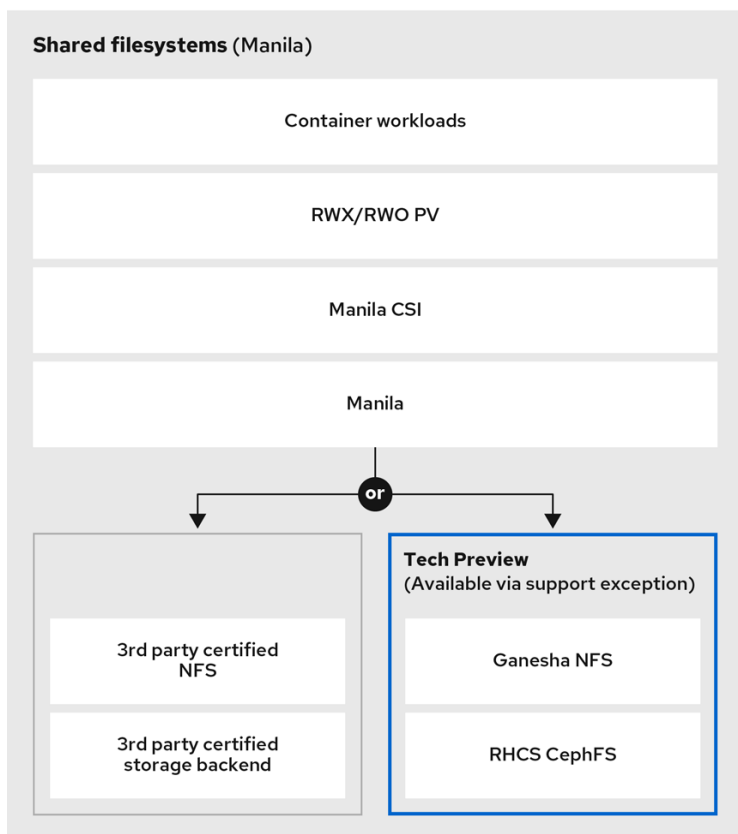 Shared filesystems (Manila)
Container workloads
RWX/RWO PV
Manila CSI
Manila
or
3rd party certified
NFS
3rd party certified
storage backend
Tech Preview
(Available via support exception)
Ganesha NFS
RHCS CephFS